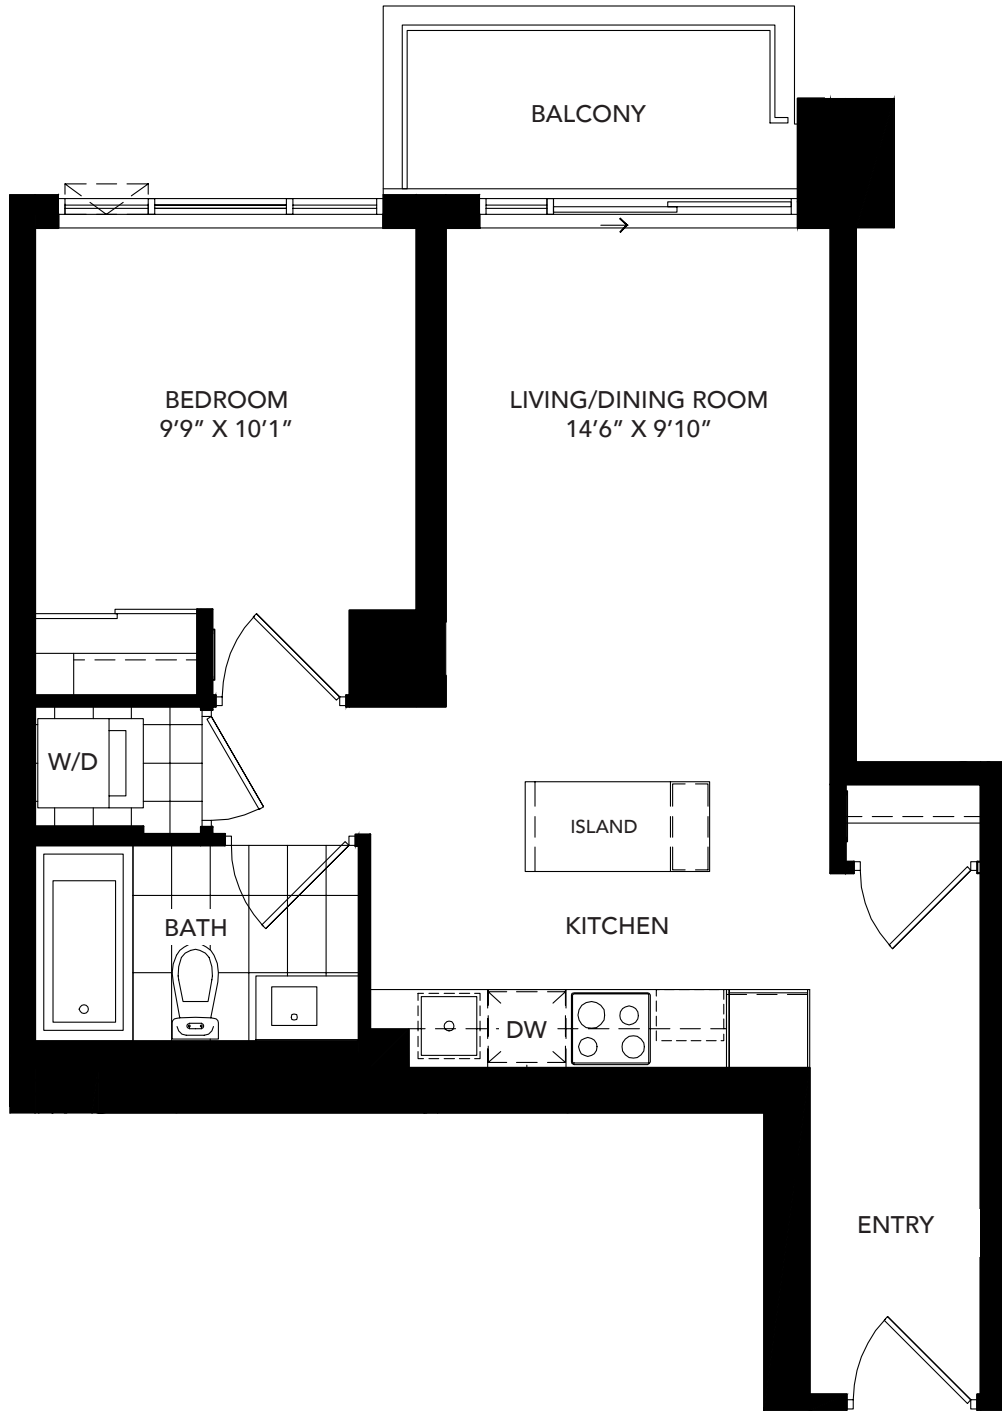 BALCONY
BEDROOM
9'9" X 10'1"
LIVING/DINING ROOM
14'6" X 9'10"
W/D
ISLAND
BATH
KITCHEN
DW
ENTRY